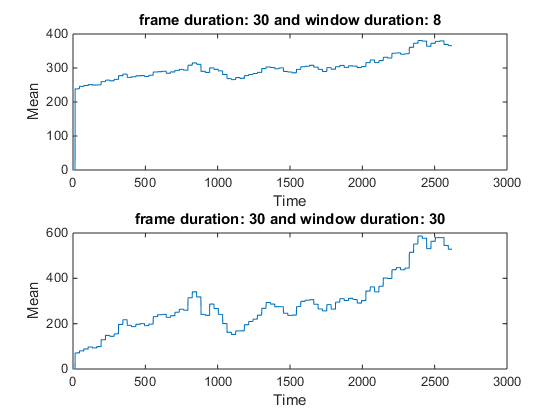 frame duration: 30 and window duration: 8
400
300
200
100
0
Mean
0 500 1000 1500 2000 2500 3000
Time
frame duration: 30 and window duration: 30
600
400
200
0
Mean
0 500 1000 1500 2000 2500 3000
Time